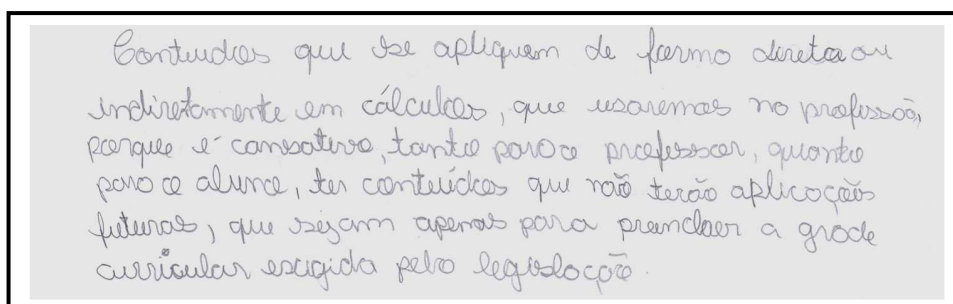 Conteúdos que se apliquem de forma direta ou
indiretamente em cálculos, que usaremos na profissão,
porque é cansativo, tanto para o professor, quanto
para o aluno, ter conteúdos que não terão aplicações
futuras, que sejam apenas para preencher a grade
curricular exigida pela legislação.